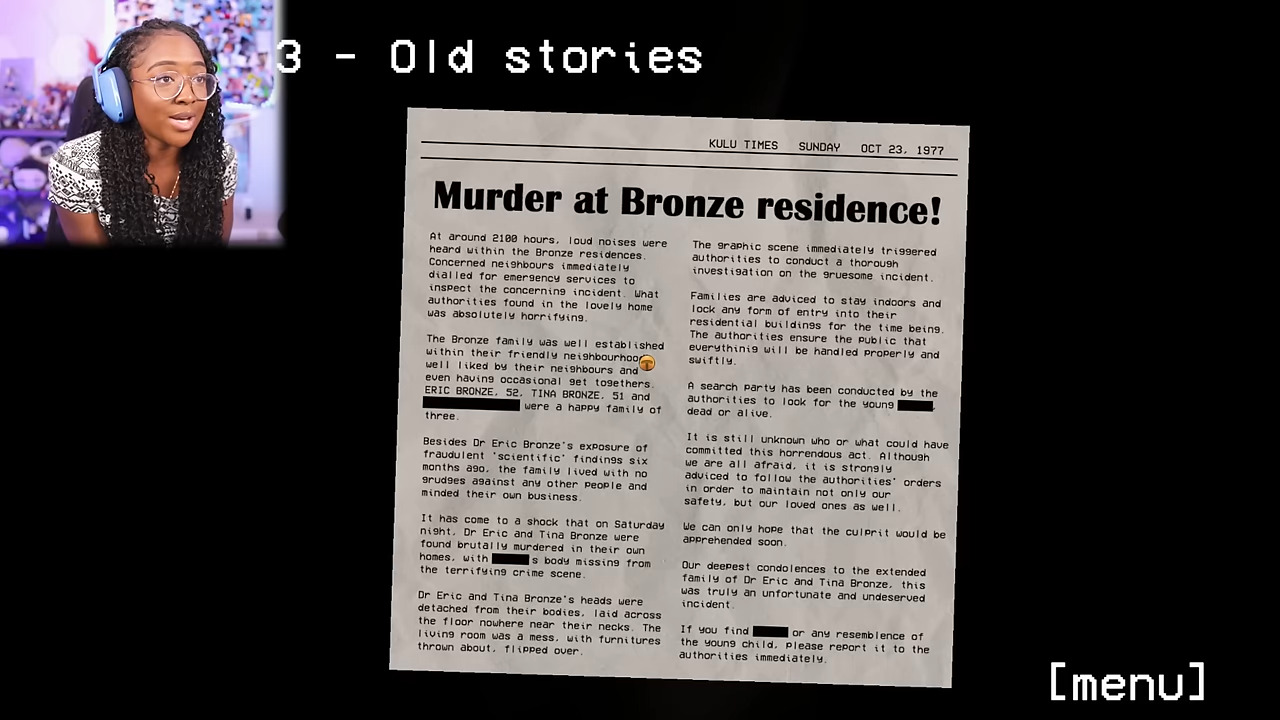 3 - Old stories
KULU TIMES SUNDAY OCT 23, 1977
Murder at Bronze residence!
At around 2100 hours, loud noises were
heard within the Bronze residences.
Concerned neighbours immediately
dialled for emergency services to
inspect the concerning incident. What
authorities found in the lovely home
was absolutely horrifying.
The Bronze family was well established
within their friendly neighbourhoo
well liked by their neighbours and
even having occasional get togethers.
ERIC BRONZE, 52, TINA BRONZE, 51 and
were a happy family of
three.
Besides Dr Eric Bronze's exposure of
fraudulent 'scientific' findings six
months ago, the family lived with no
grudges against any other people and
minded their own business.
It has come to a shock that on Saturday
night, Dr Eric and Tina Bronze were
found brutally murdered in their own
homes, with s body missing from
the terrifying crime scene.
Dr Eric and Tina Bronze's heads were
detached from their bodies, laid across
the floor nowhere near their necks. The
living room was a mess, with furnitures
thrown about, flipped over.
The graphic scene immediately triggered
authorities to conduct a thorough
investigation on the gruesome incident.
Families are adviced to stay indoors and
lock any form of entry into their
residential buildings for the time being.
The authorities ensure the public that
everythinig will be handled properly and
swiftly.
A search party has been conducted by the
authorities to look for the young ,
dead or alive.
It is still unknown who or what could have
committed this horrendous act. Although
we are all afraid, it is strongly
adviced to follow the authorities' orders
in order to maintain not only our
safety, but our loved ones as well.
We can only hope that the culprit would be
apprehended soon.
Our deepest condolences to the extended
family of Dr Eric and Tina Bronze, this
was truly an unfortunate and undeserved
incident.
If you find or any resemblence of
the young child, please report it to the
authorities immediately.
[menu]